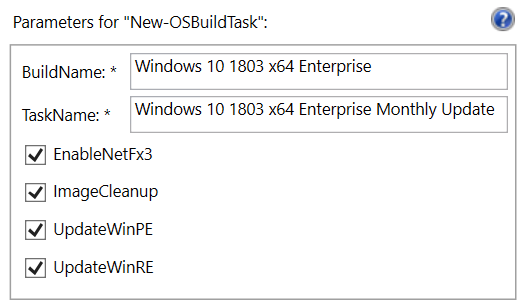 Parameters for "New-OSBuildTask":
?
BuildName: * Windows 10 1803 x64 Enterprise
TaskName: * Windows 10 1803 x64 Enterprise Monthly Update
EnableNetFx3
ImageCleanup
UpdateWinPE
UpdateWinRE